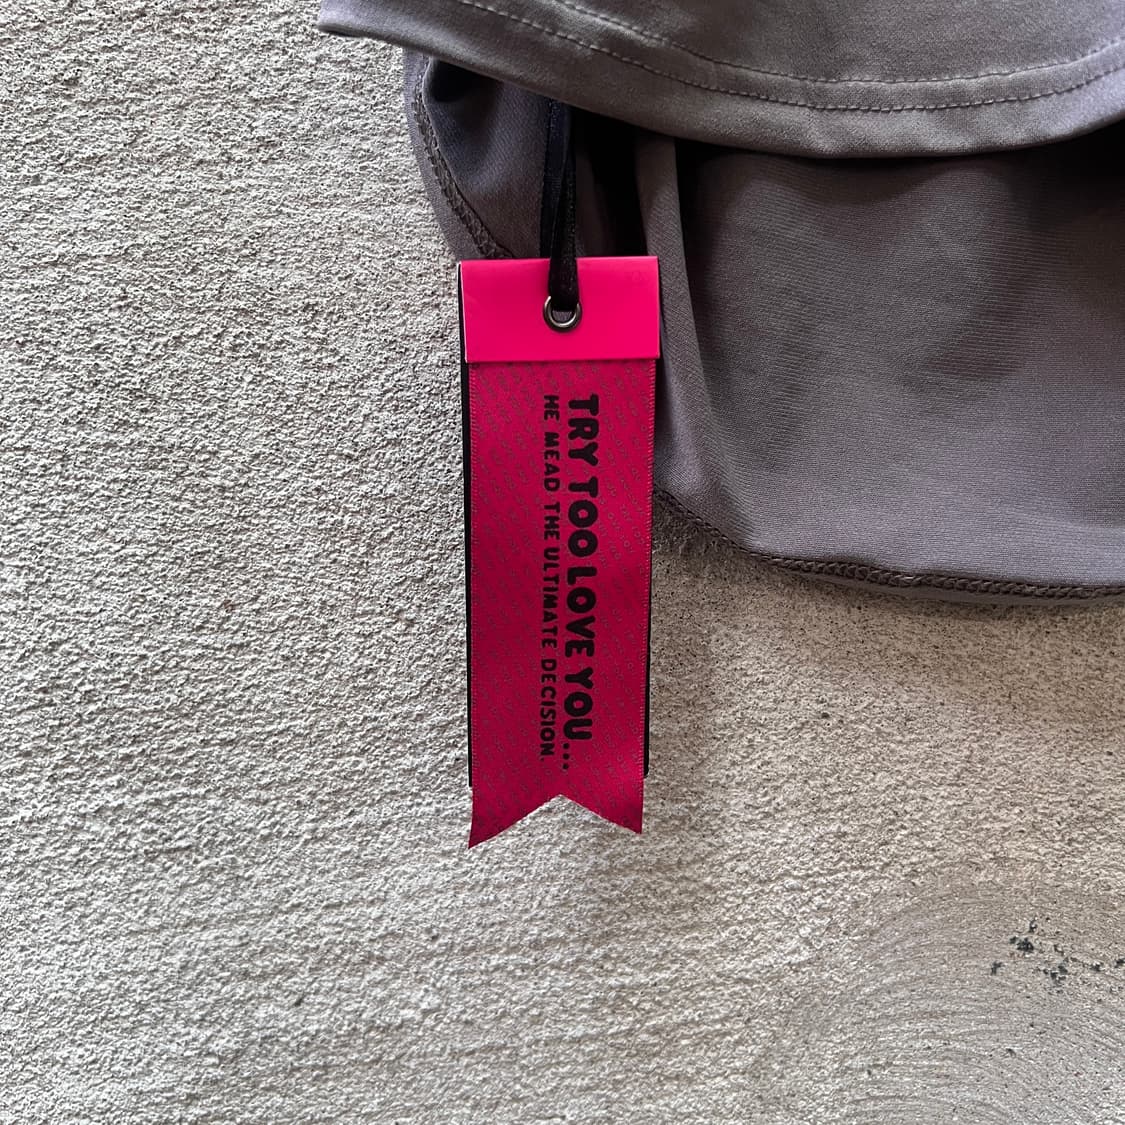 TRY TOO LOVE YOU...
HE MEAD THE ULTIMATE DECISION.